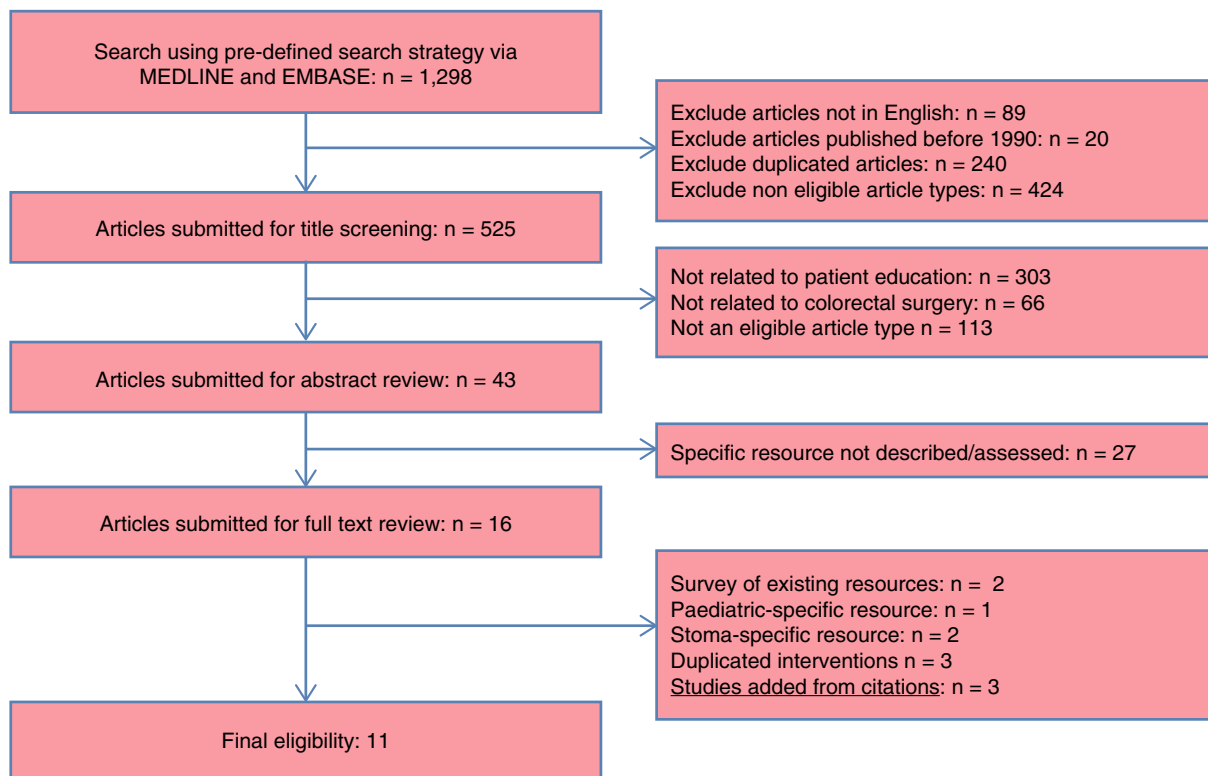 Search using pre-defined search strategy via
MEDLINE and EMBASE: n = 1,298
Exclude articles not in English: n = 89
Exclude articles published before 1990: n = 20
Exclude duplicated articles: n = 240
Exclude non eligible article types: n = 424
Articles submitted for title screening: n = 525
Not related to patient education: n = 303
Not related to colorectal surgery: n = 66
Not an eligible article type n = 113
Articles submitted for abstract review: n = 43
Specific resource not described/assessed: n = 27
Articles submitted for full text review: n = 16
Survey of existing resources: n =  2
Paediatric-specific resource: n = 1
Stoma-specific resource: n = 2
Duplicated interventions n = 3
Studies added from citations: n = 3
Final eligibility: 11